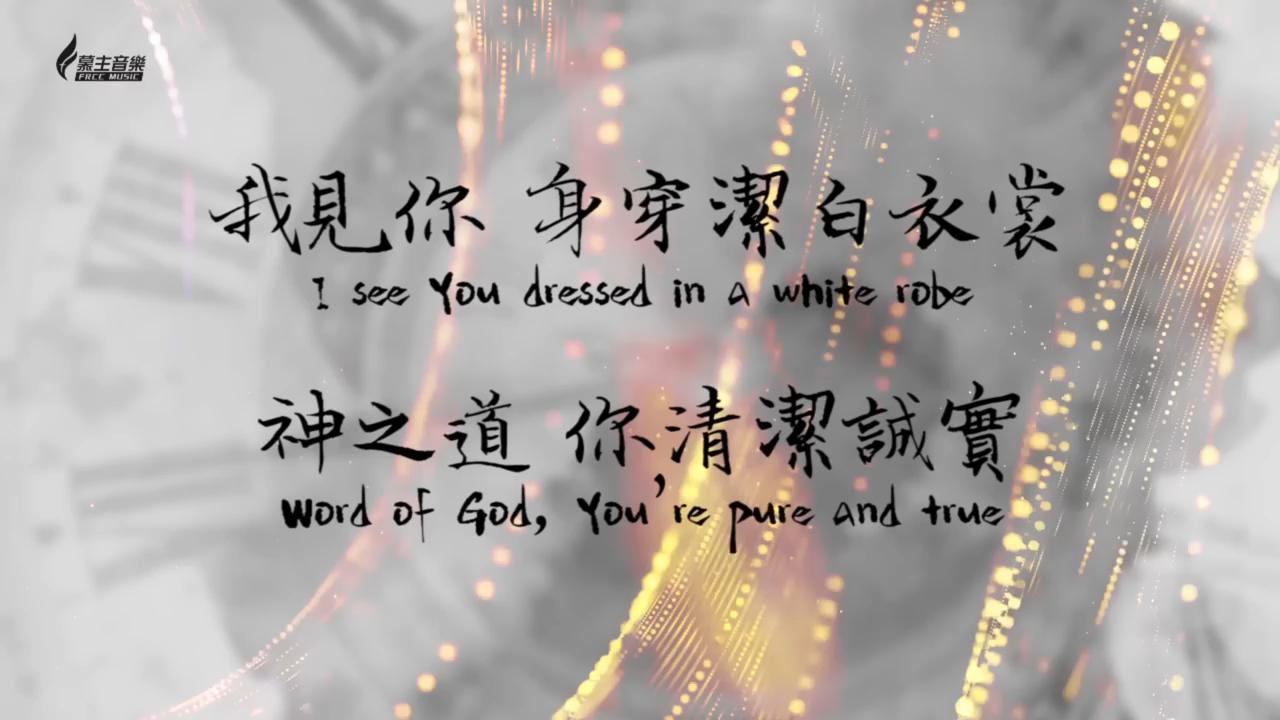 慕主音樂
FRCC MUSIC
我見你 身穿潔白衣裳
I see You dressed in a white robe
神之道 你清潔誠實
Word of God, You're pure and true